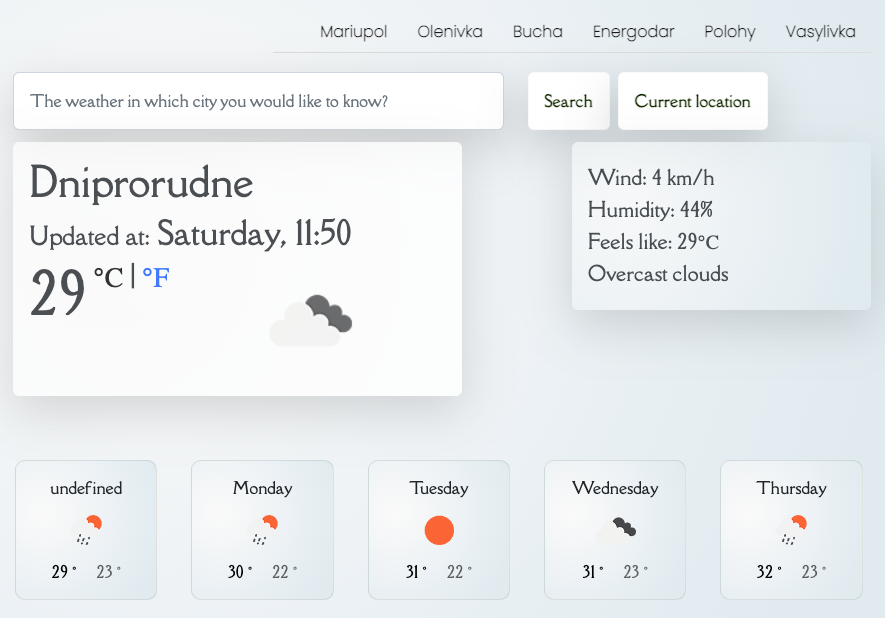 Mariupol Olenivka Bucha Energodar Polohy Vasylivka
The weather in which city you would like to know? Search Current location
Dniprorudne
Updated at: Saturday, 11:50
29 °C | °F
Wind: 4 km/h
Humidity: 44%
Feels like: 29°C
Overcast clouds
undefined
29 ° 23 °
Monday
30 ° 22 °
Tuesday
31 ° 22 °
Wednesday
31 ° 23 °
Thursday
32 ° 23 °